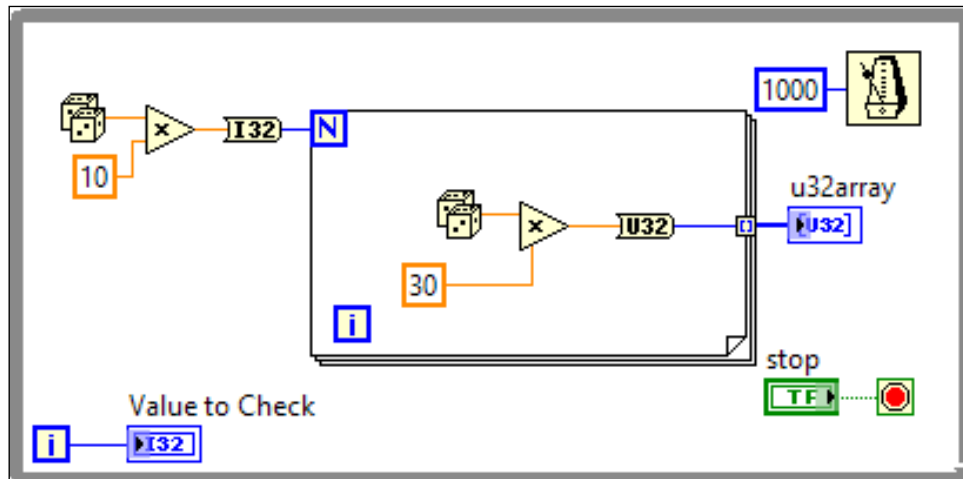 1000
I32
N
10
u32array
[U32]
x
x
U32
30
i
stop
TF
Value to Check
i
I32